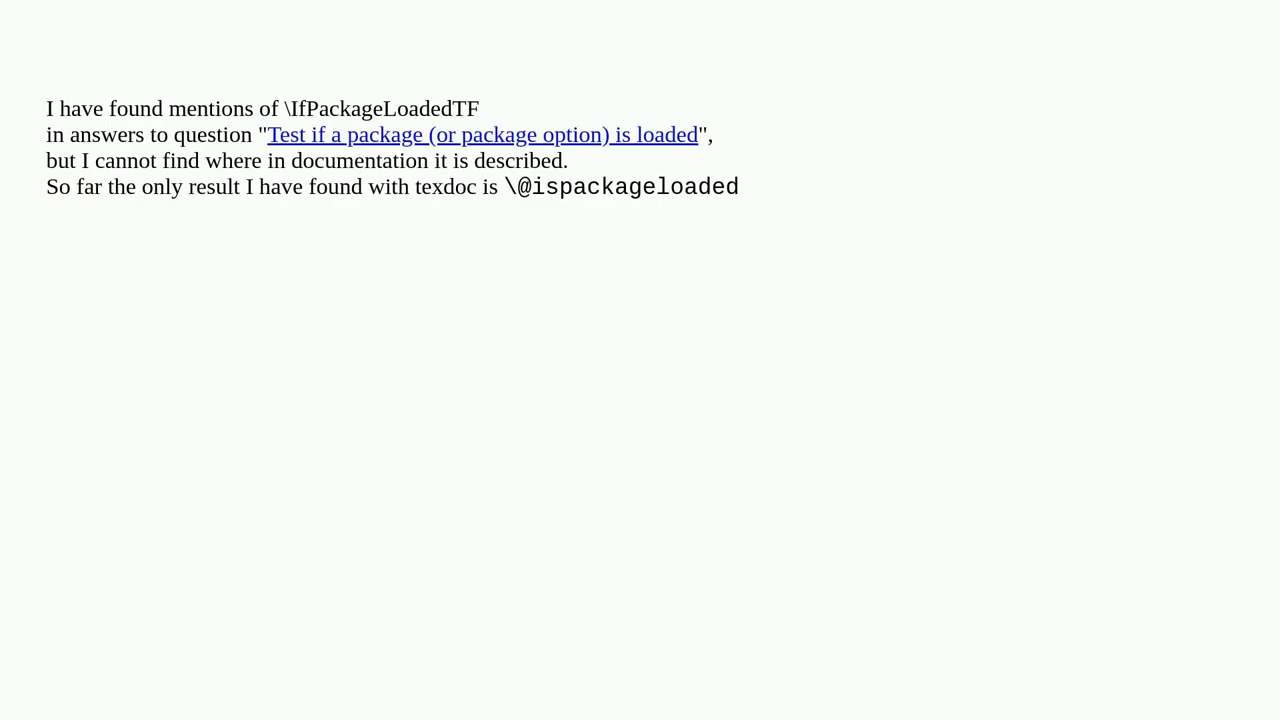 I have found mentions of \IfPackageLoadedTF
in answers to question "Test if a package (or package option) is loaded",
but I cannot find where in documentation it is described.
So far the only result I have found with texdoc is \@ispackageloaded